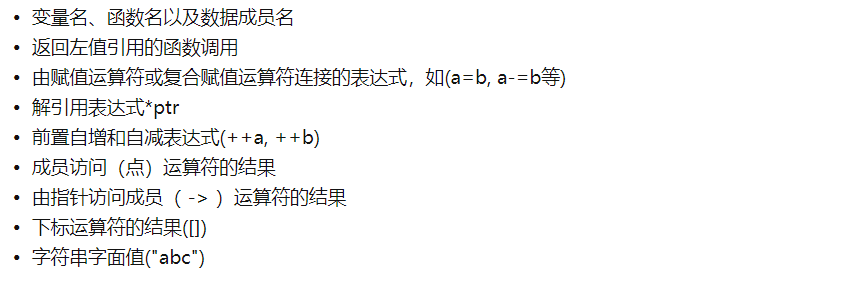 • 变量名、函数名以及数据成员名
• 返回左值引用的函数调用
• 由赋值运算符或复合赋值运算符连接的表达式，如(a=b, a-=b等)
• 解引用表达式*ptr
• 前置自增和自减表达式(++a, ++b)
• 成员访问（点）运算符的结果
• 由指针访问成员（ -> ）运算符的结果
• 下标运算符的结果([])
• 字符串字面值("abc")